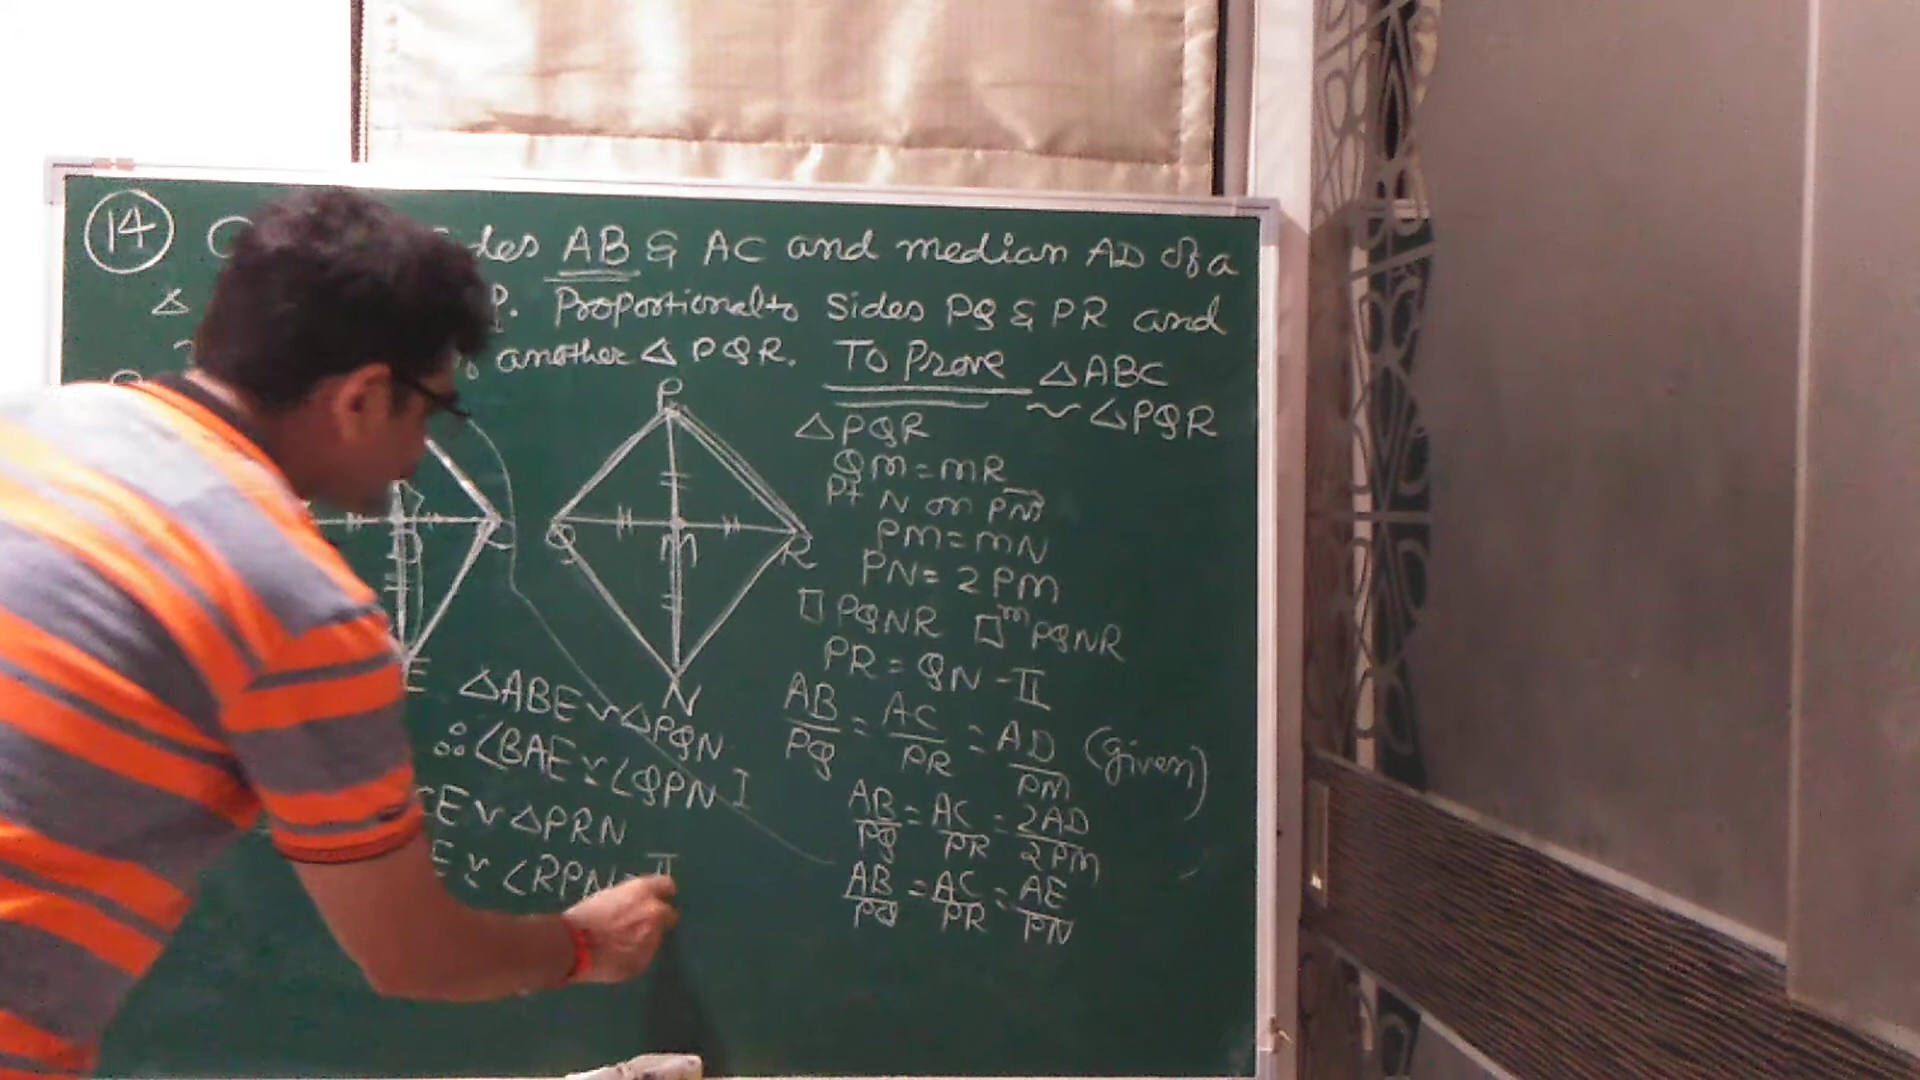 14
des AB & AC and median AD of a
△ P. Proportional to Sides PQ & PR and
another △ PQR. To Prove △ABC
~ △PQR
P
Q M R
N
D
E
△PQR
QM = MR
Pt N on PM
PM = MN
PN = 2PM
□ PQNR □m PQNR
PR = QN - II
AB/PQ = AC/PR = AD/PM (Given)
AB/PQ = AC/PR = 2AD/2PM
AB/PQ = AC/PR = AE/PN
△ABE ~ △PQN
∴ ∠BAE ≅ ∠QPN I
CE ~ △PRN
E ≅ ∠RPN - II